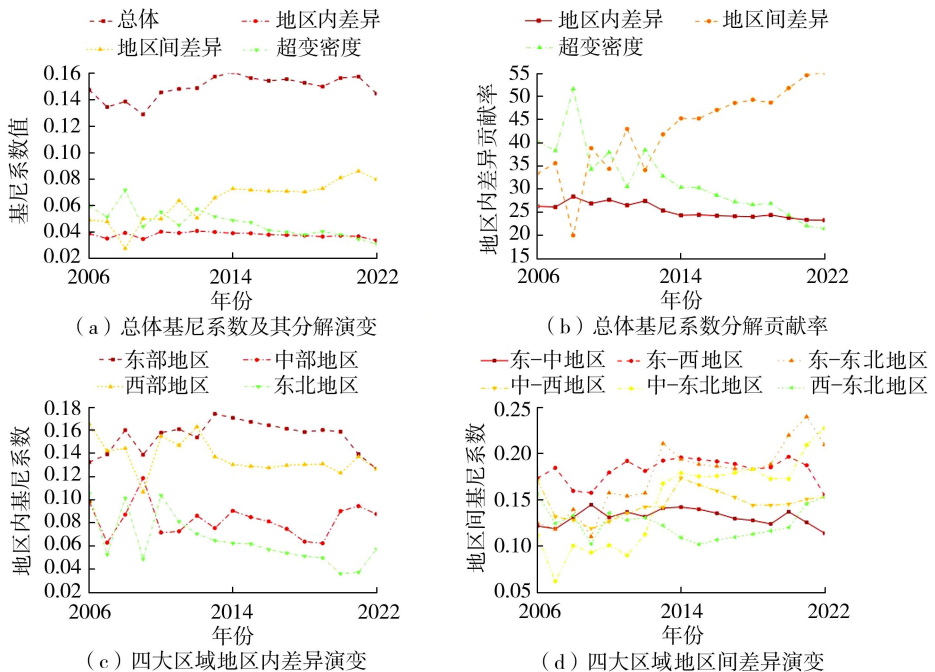 总体 地区内差异
地区间差异 超变密度
基尼系数值
0.16
0.14
0.12
0.10
0.08
0.06
0.04
0.02
2006 2014 2022
年份
（a）总体基尼系数及其分解演变
地区内差异 地区间差异
超变密度
地区内差异贡献率
55
50
45
40
35
30
25
20
15
2006 2014 2022
年份
（b）总体基尼系数分解贡献率
东部地区 中部地区
西部地区 东北地区
地区内基尼系数
0.18
0.16
0.14
0.12
0.10
0.08
0.06
0.04
0.02
2006 2014 2022
年份
（c）四大区域地区内差异演变
东-中地区 东-西地区 东-东北地区
中-西地区 中-东北地区 西-东北地区
地区间基尼系数
0.25
0.20
0.15
0.10
0.05
2006 2014 2022
年份
（d）四大区域地区间差异演变